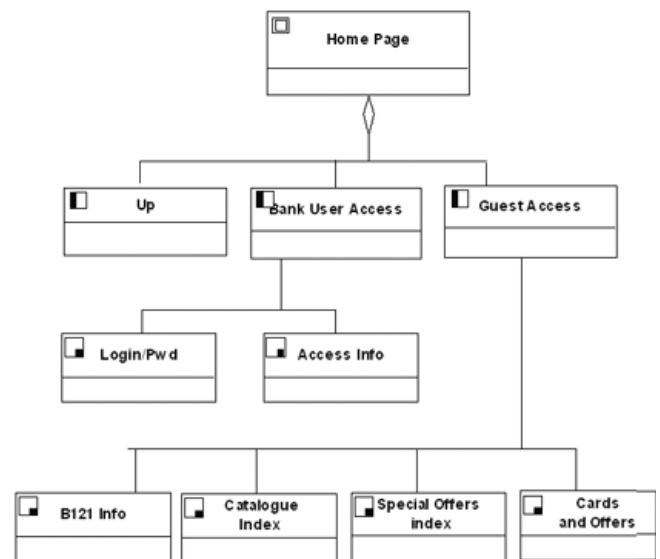 Home Page
Up
Bank User Access
Guest Access
Login/Pwd
Access Info
B121 Info
Catalogue
Index
Special Offers
index
Cards
and Offers